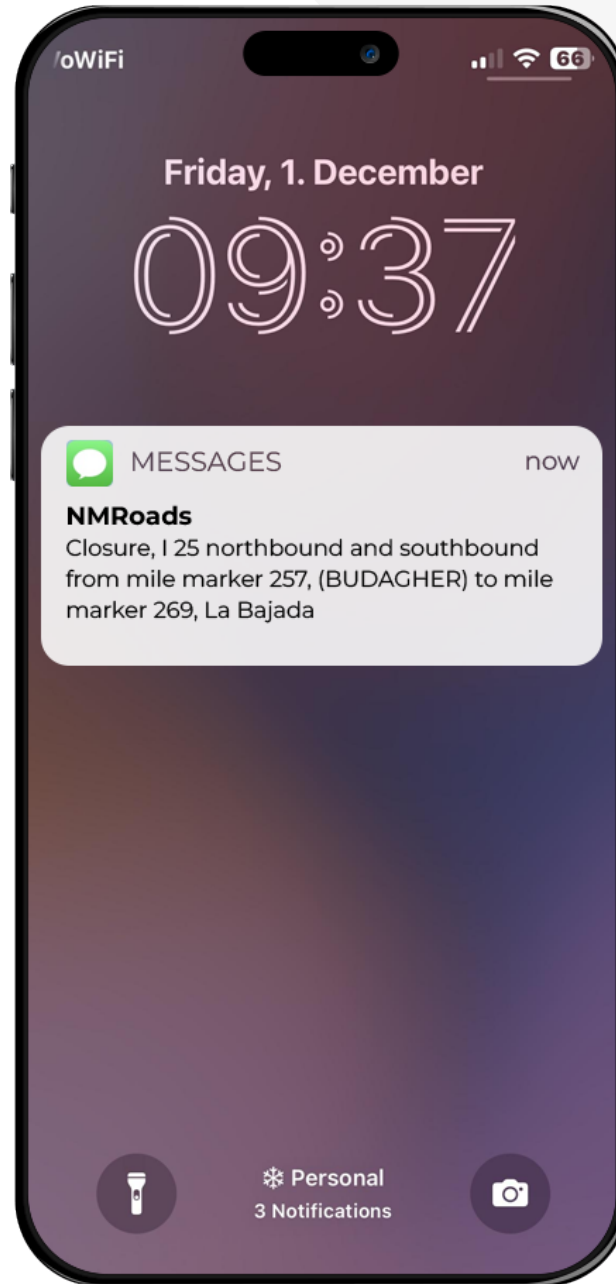 /oWiFi
66
Friday, 1. December
09:37
MESSAGES now
NMRoads
Closure, I 25 northbound and southbound
from mile marker 257, (BUDAGHER) to mile
marker 269, La Bajada
Personal
3 Notifications